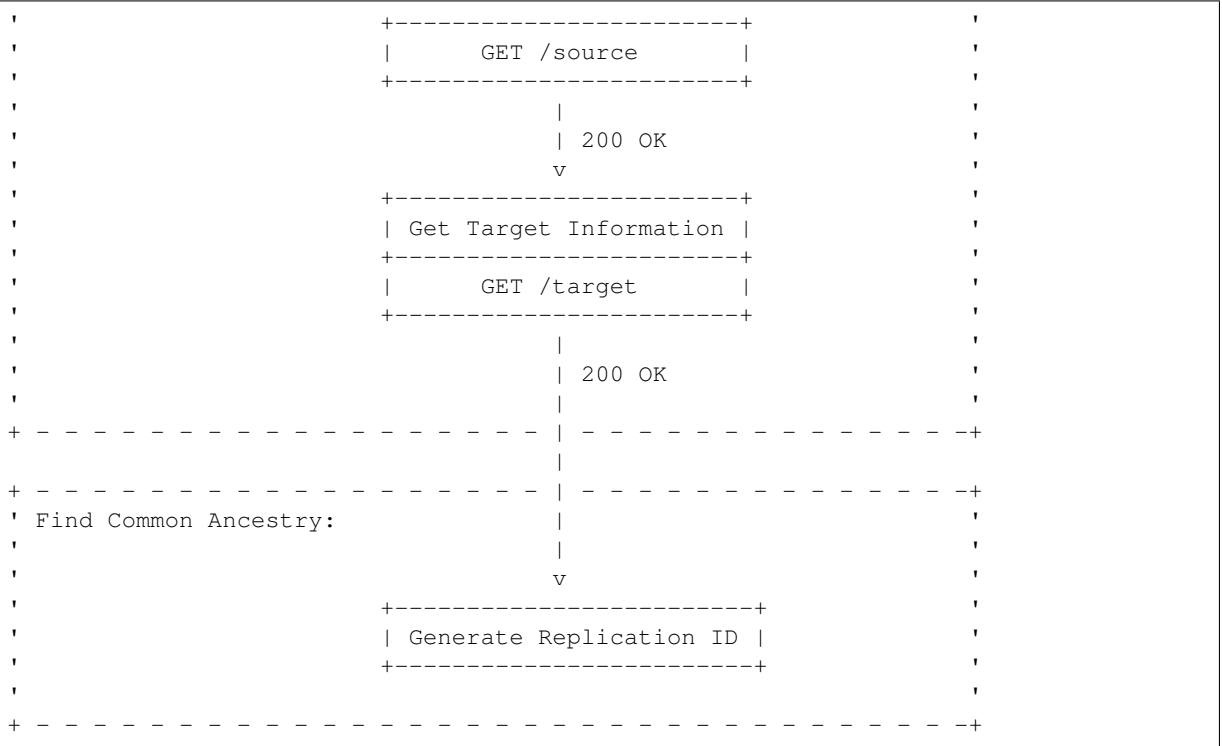 '                         +------------------------+               '
'                         |      GET /source       |               '
'                         +------------------------+               '
'                                     |                            '
'                                     | 200 OK                     '
'                                     v                            '
'                         +------------------------+               '
'                         | Get Target Information |               '
'                         +------------------------+               '
'                         |      GET /target       |               '
'                         +------------------------+               '
'                                     |                            '
'                                     | 200 OK                     '
'                                     |                            '
+ - - - - - - - - - - - - - - - - - - | - - - - - - - - - - - - - -+
                                      |
+ - - - - - - - - - - - - - - - - - - | - - - - - - - - - - - - - -+
' Find Common Ancestry:               |                            '
'                                     |                            '
'                                     v                            '
'                         +-------------------------+              '
'                         | Generate Replication ID |              '
'                         +-------------------------+              '
'                                                                  '
+ - - - - - - - - - - - - - - - - - - - - - - - - - - - - - - - - -+